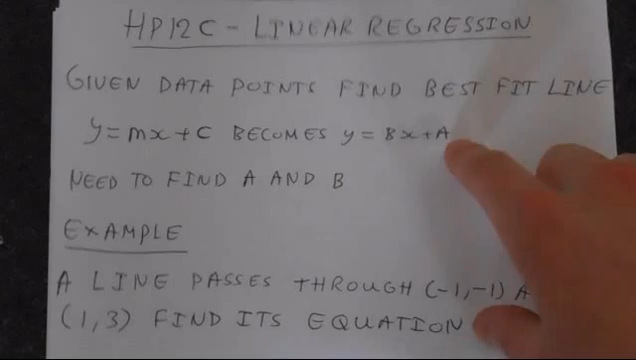 HP12C - LINEAR REGRESSION
GIVEN DATA POINTS FIND BEST FIT LINE
y = mx + C BECOMES y = Bx + A
NEED TO FIND A AND B
EXAMPLE
A LINE PASSES THROUGH (-1,-1) A
(1,3) FIND ITS EQUATION